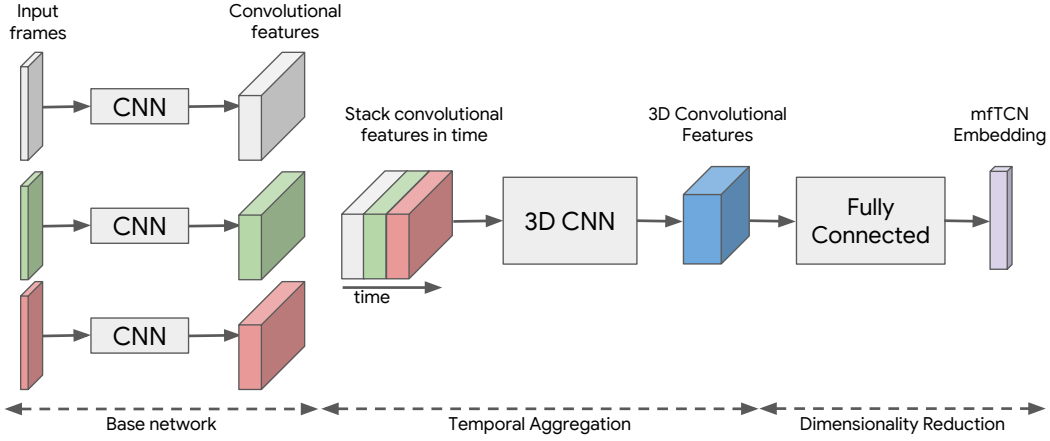 Input
frames
Convolutional
features
CNN
CNN
CNN
Stack convolutional
features in time
time
3D CNN
3D Convolutional
Features
Fully
Connected
mfTCN
Embedding
Base network
Temporal Aggregation
Dimensionality Reduction